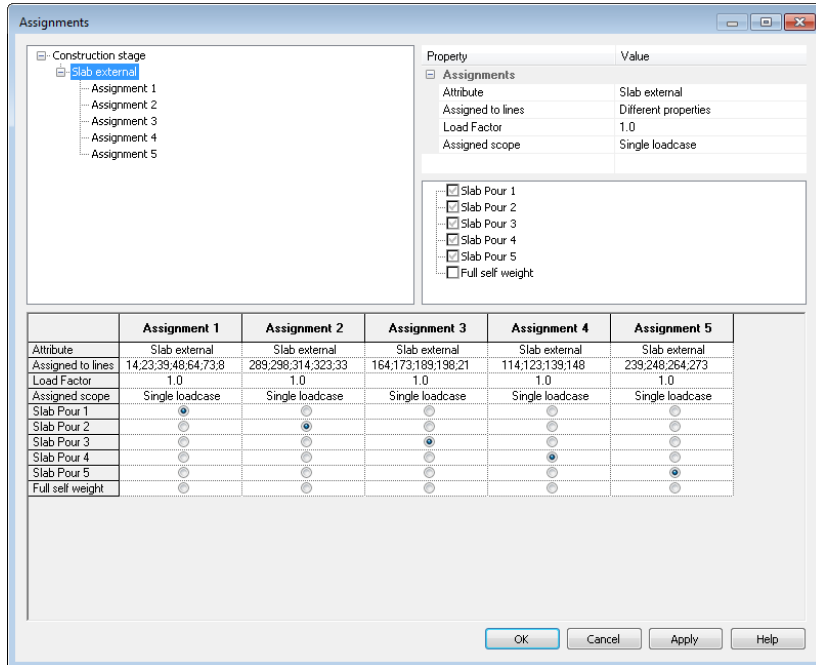 Assignments
Construction stage
Slab external
Assignment 1
Assignment 2
Assignment 3
Assignment 4
Assignment 5
Property Value
Assignments
Attribute Slab external
Assigned to lines Different properties
Load Factor 1.0
Assigned scope Single loadcase
Slab Pour 1
Slab Pour 2
Slab Pour 3
Slab Pour 4
Slab Pour 5
Full self weight
Assignment 1 Assignment 2 Assignment 3 Assignment 4 Assignment 5
Attribute Slab external Slab external Slab external Slab external Slab external
Assigned to lines 14;23;39;48;64;73;8 289;298;314;323;33 164;173;189;198;21 114;123;139;148 239;248;264;273
Load Factor 1.0 1.0 1.0 1.0 1.0
Assigned scope Single loadcase Single loadcase Single loadcase Single loadcase Single loadcase
Slab Pour 1
Slab Pour 2
Slab Pour 3
Slab Pour 4
Slab Pour 5
Full self weight
OK Cancel Apply Help